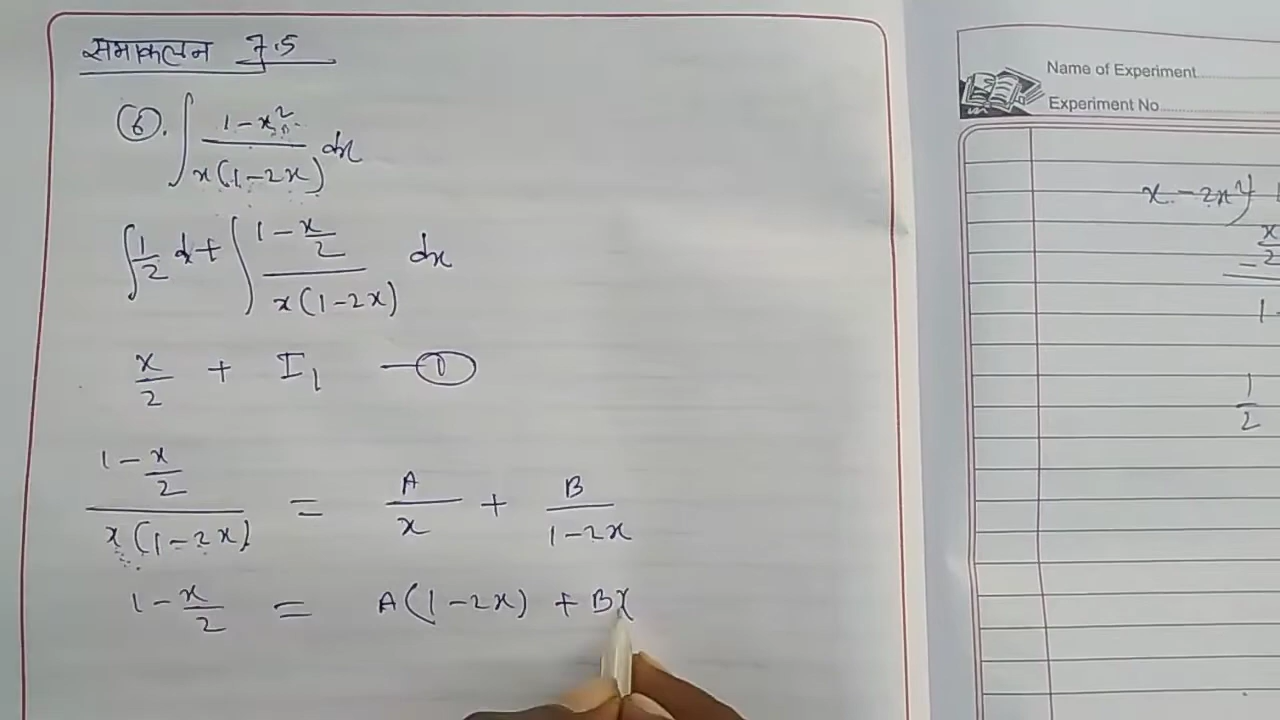 समाकलन 7.5
⑥. ∫ (1-x²)/(x(1-2x)) dx
∫ 1/2 dx + ∫ (1 - x/2)/(x(1-2x)) dx
x/2 + I₁ —①
(1 - x/2)/(x(1-2x)) = A/x + B/(1-2x)
1 - x/2 = A(1-2x) + Bx
Name of Experiment
Experiment No
x - 2x²)
x/2
-
1-
1/2